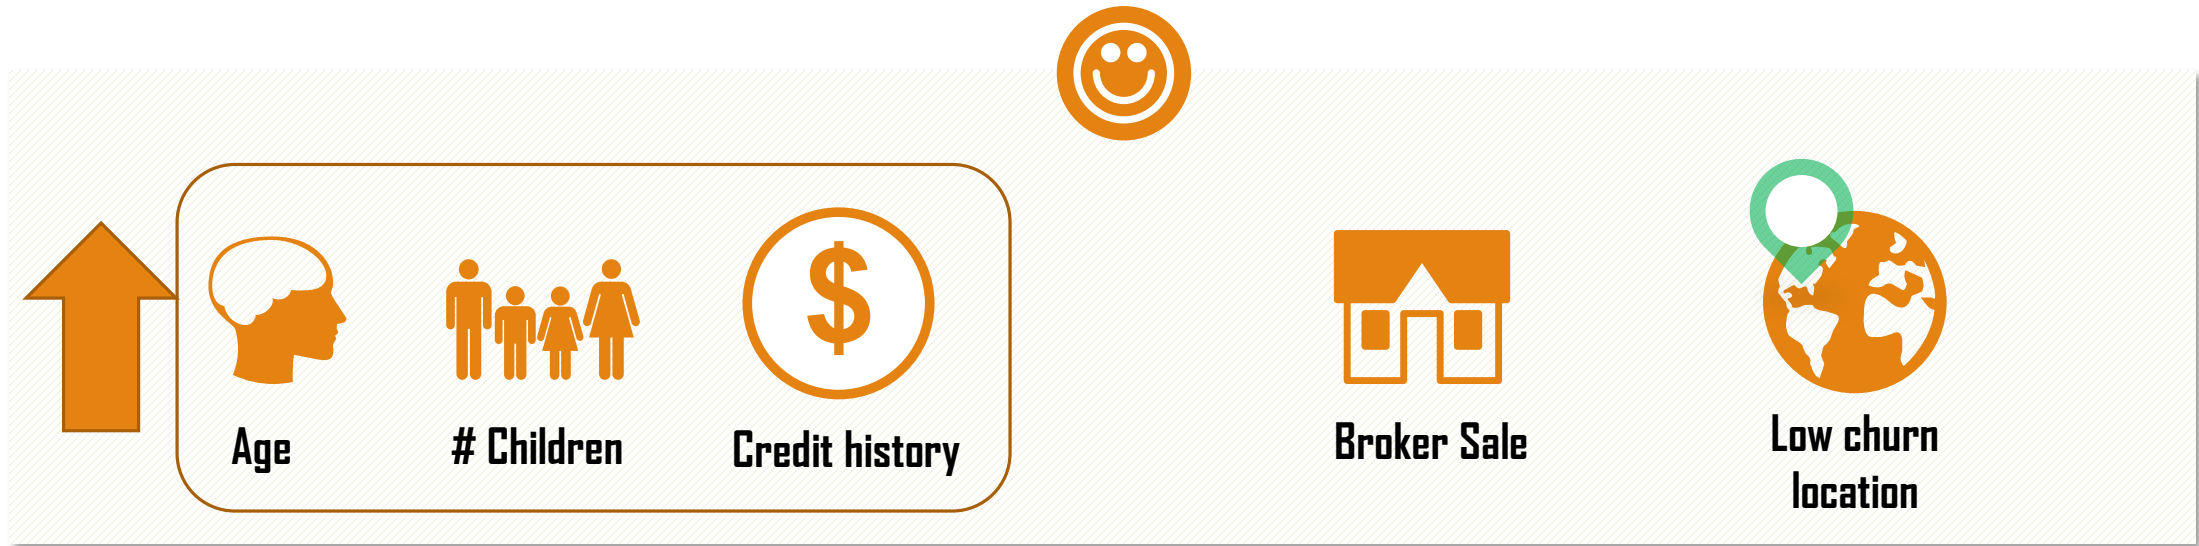 $
Age
# Children
Credit history
Broker Sale
Low churn
location